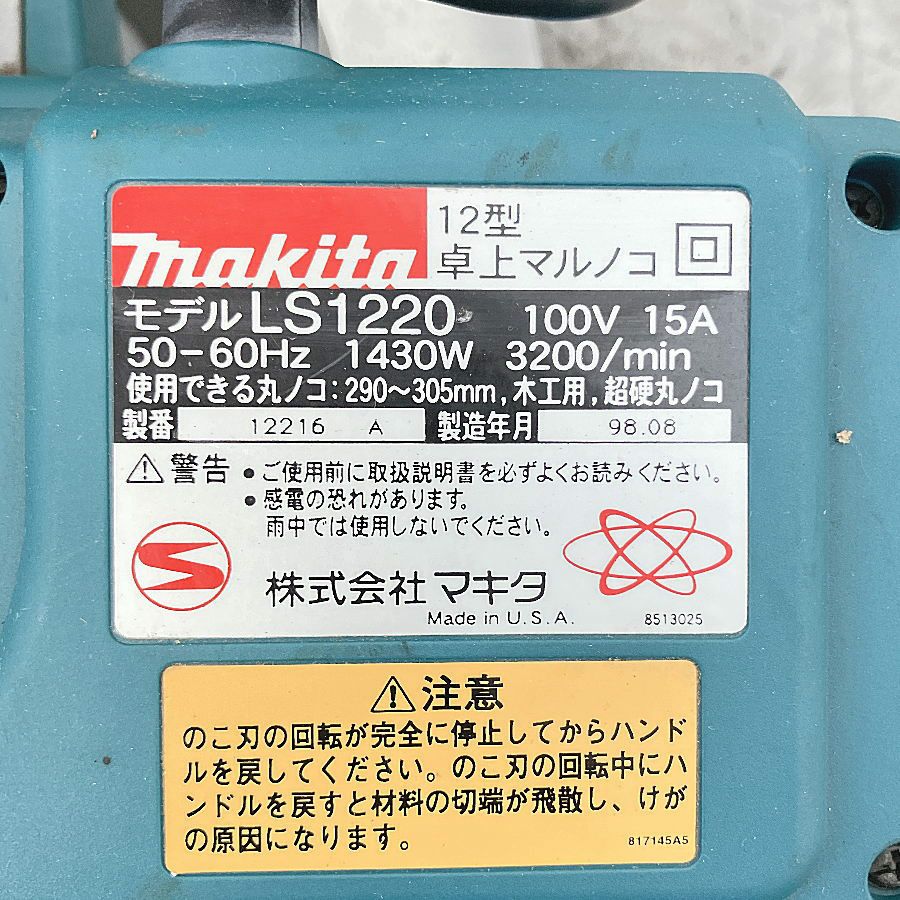 makita
12型
卓上マルノコ
モデル LS1220 100V 15A
50-60Hz 1430W 3200/min
使用できる丸ノコ:290~305mm,木工用,超硬丸ノコ
製番 12216 A 製造年月 98.08
⚠警告 ●ご使用前に取扱説明書を必ずよくお読みください。
●感電の恐れがあります。
雨中では使用しないでください。
株式会社マキタ
Made in U.S.A.
8513025
⚠注意
のこ刃の回転が完全に停止してからハンド
ルを戻してください。のこ刃の回転中にハ
ンドルを戻すと材料の切端が飛散し、けが
の原因になります。
817145A5